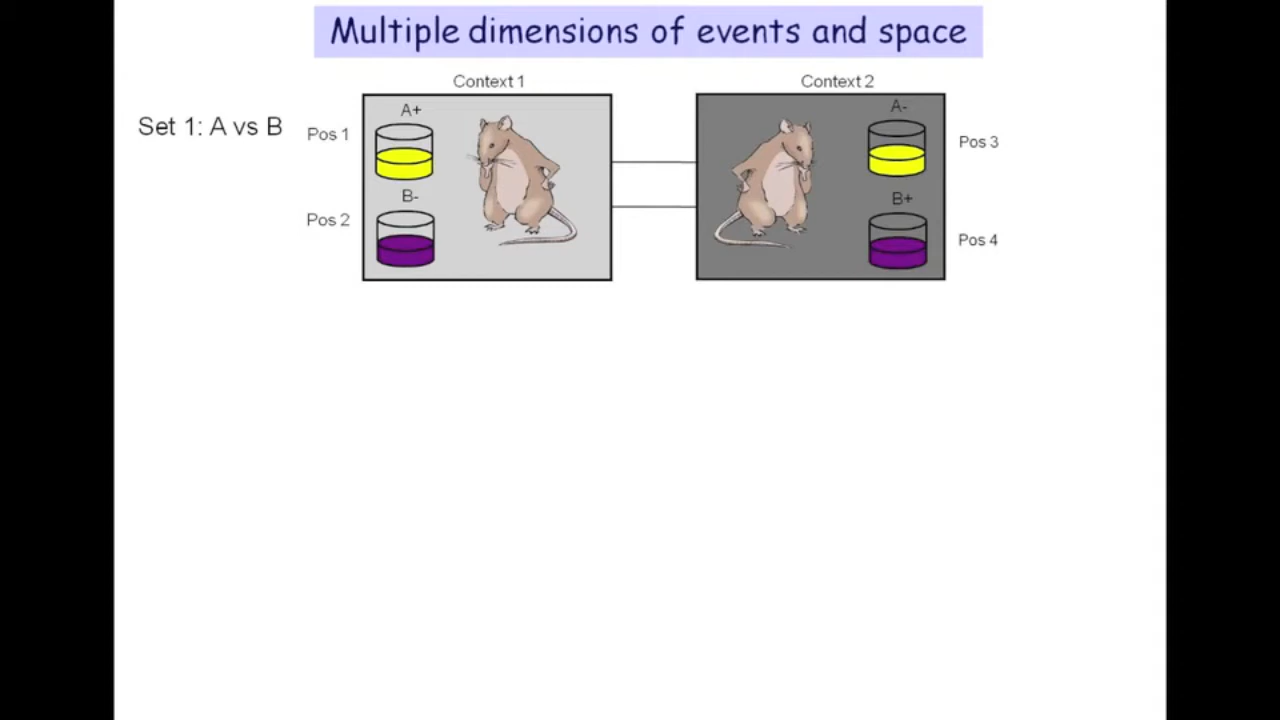 Multiple dimensions of events and space
Context 1
Context 2
Set 1: A vs B
Pos 1
A+
A-
Pos 3
Pos 2
B-
B+
Pos 4